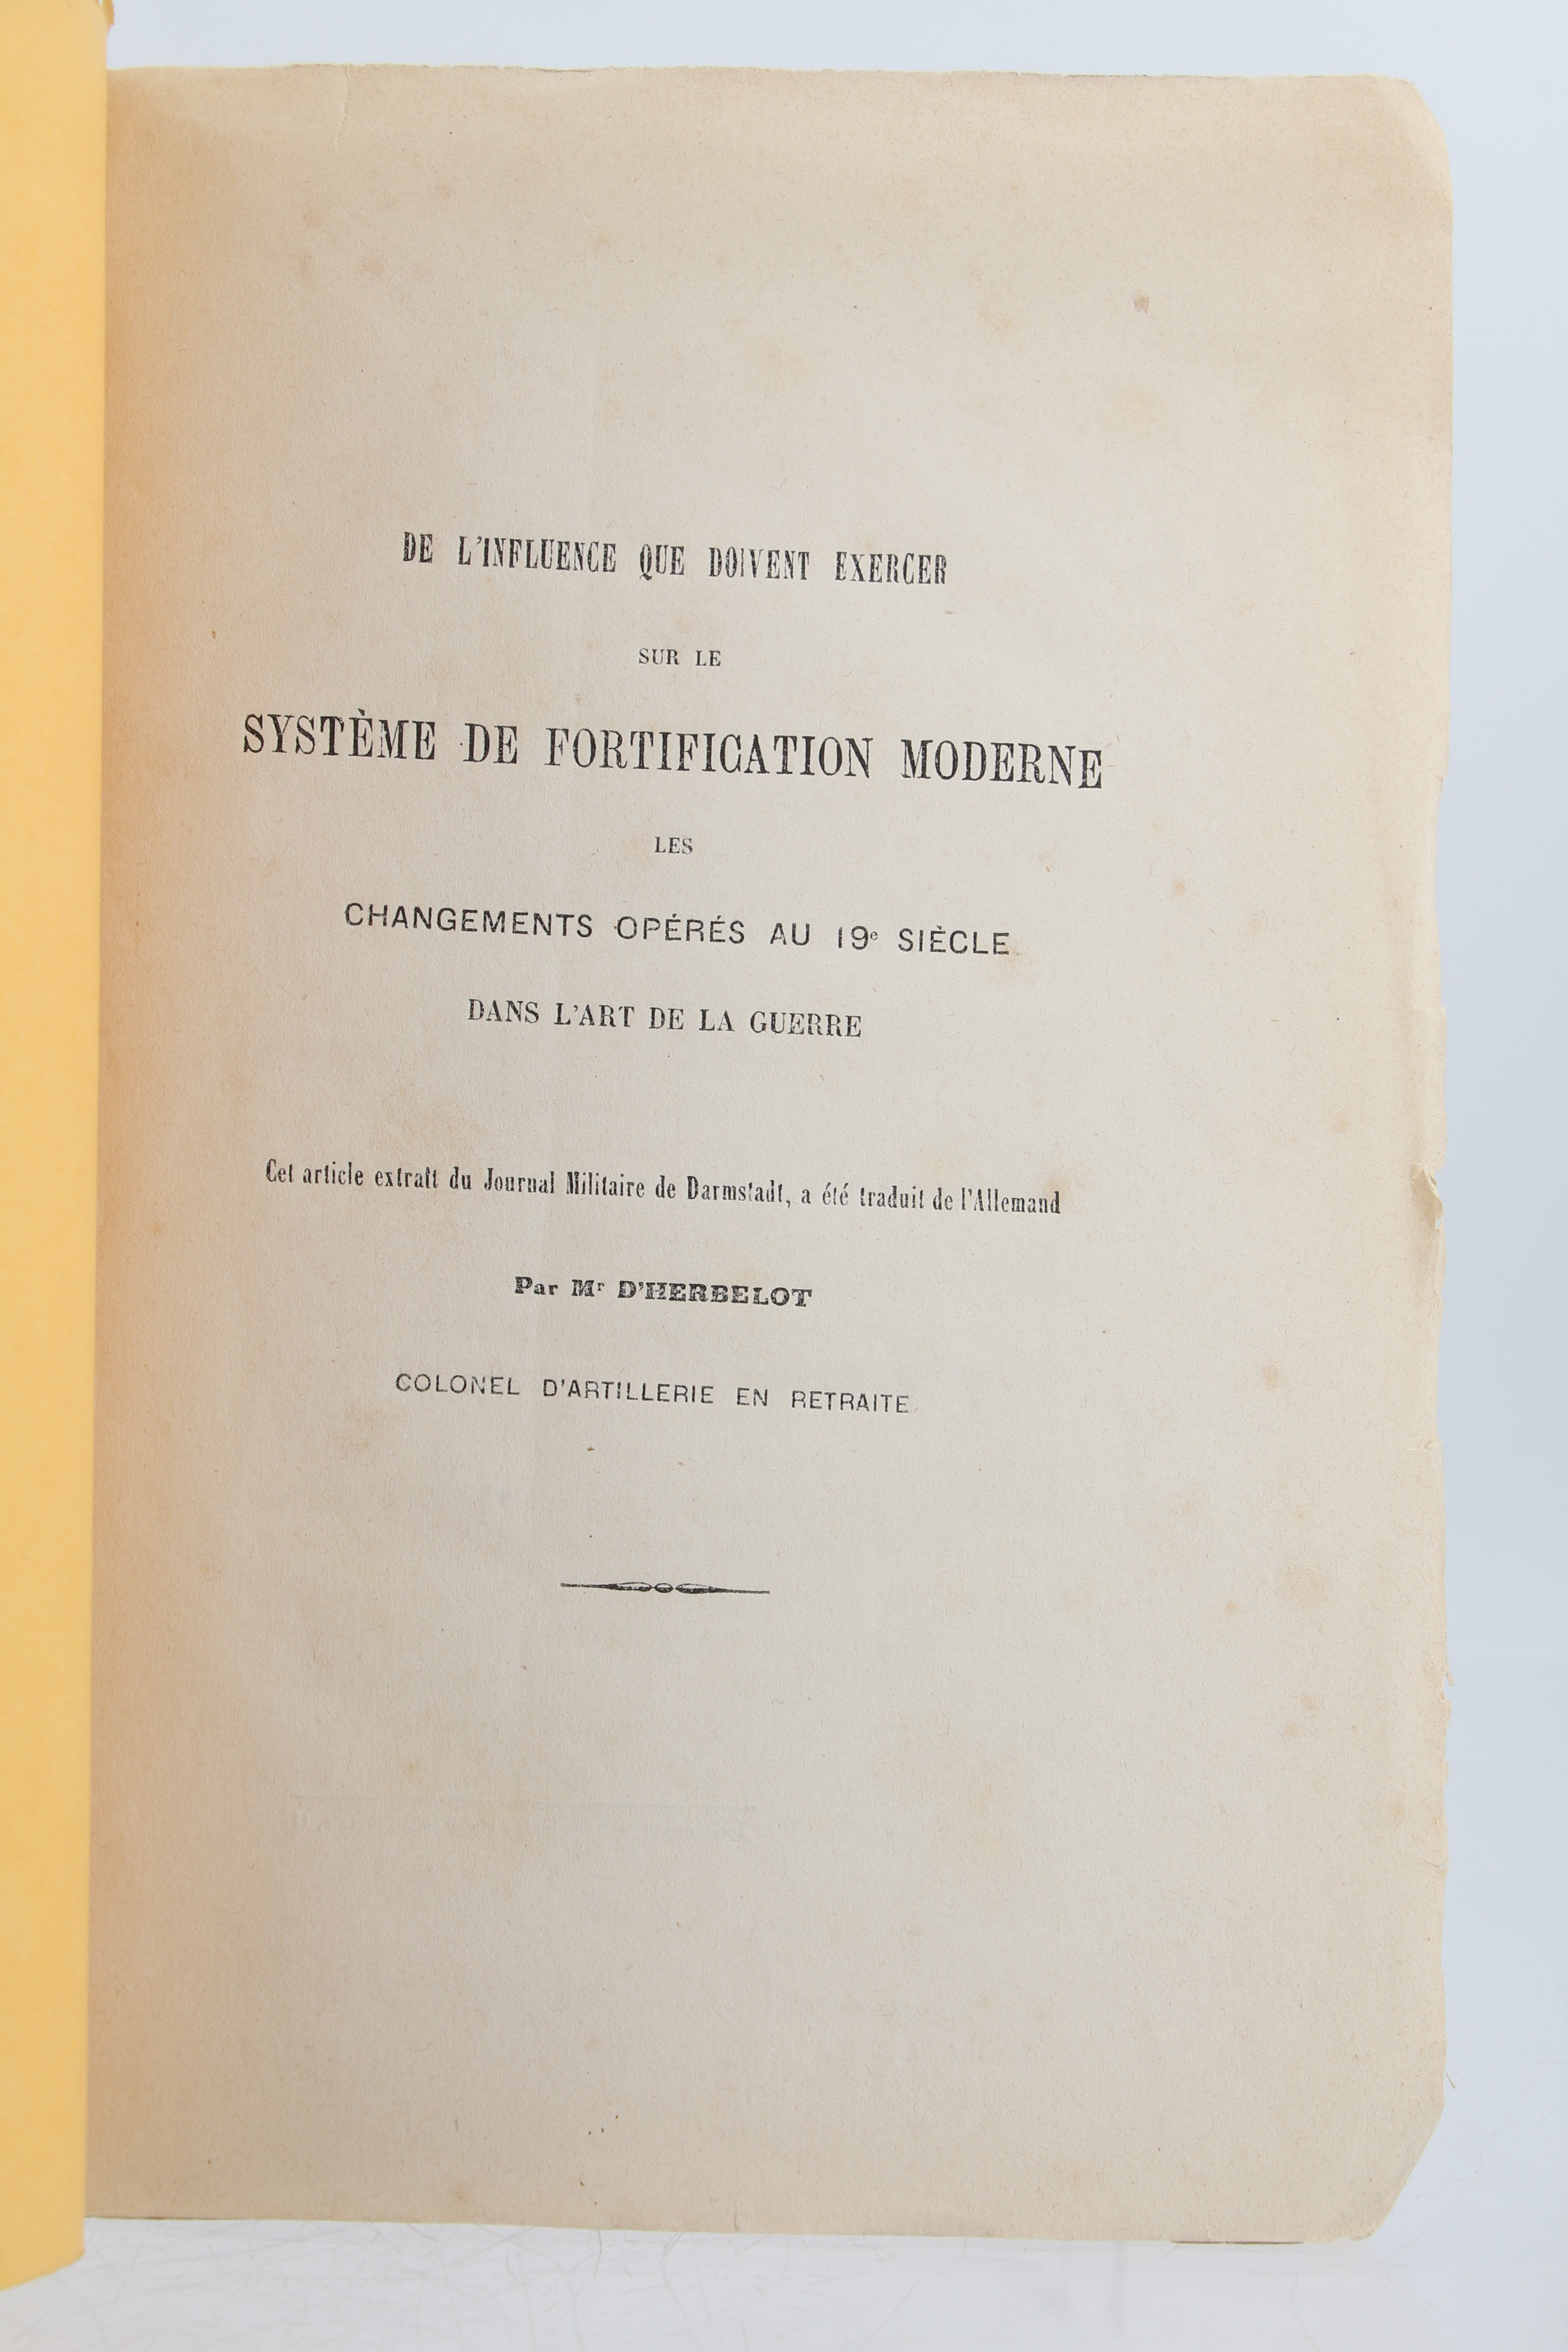 DE L'INFLUENCE QUE DOIVENT EXERCER
SUR LE
SYSTÈME DE FORTIFICATION MODERNE
LES
CHANGEMENTS OPÉRÉS AU 19e SIÈCLE
DANS L'ART DE LA GUERRE
Cet article extraît du Journal Militaire de Darmstadt, a été traduit de l'Allemand
Par Mr D'HERBELOT
COLONEL D'ARTILLERIE EN RETRAITE